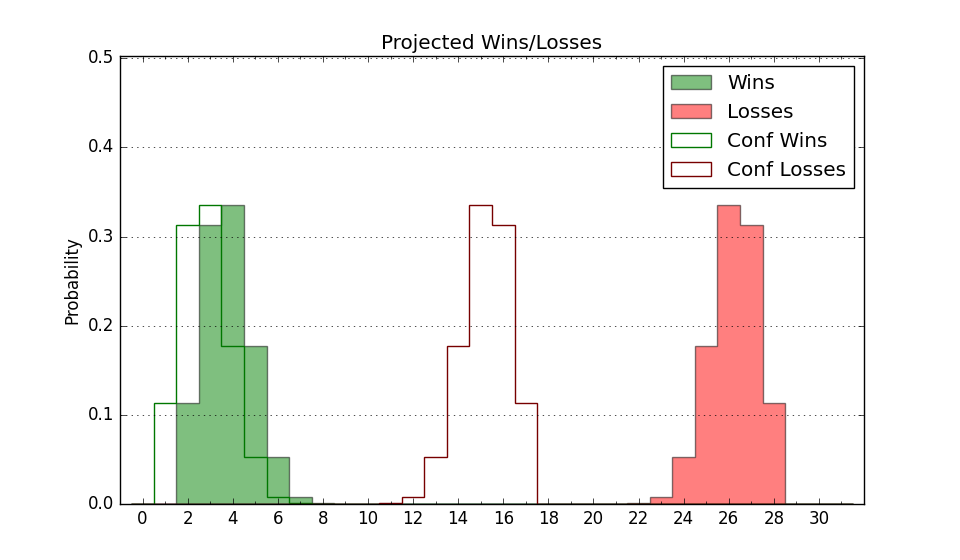 Projected Wins/Losses
Probability
0.5
0.4
0.3
0.2
0.1
0.0
0 2 4 6 8 10 12 14 16 18 20 22 24 26 28 30
Wins
Losses
Conf Wins
Conf Losses